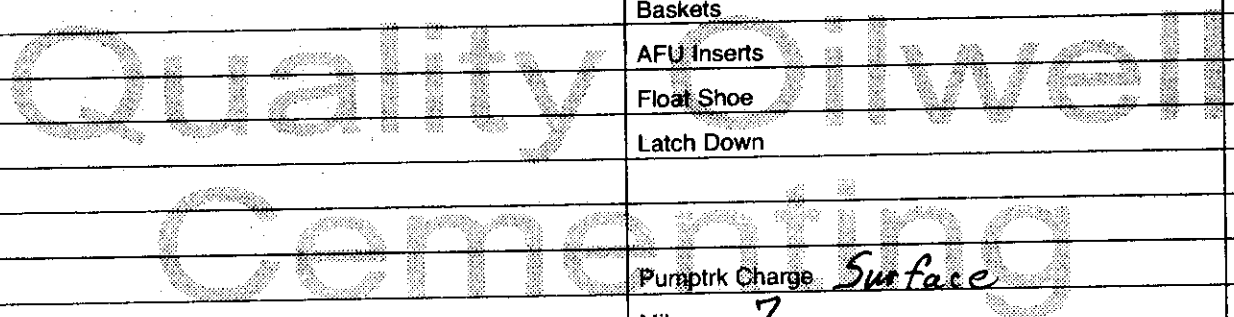 Baskets
Quality Oilwell
AFU Inserts
Float Shoe
Latch Down
Cementing
Pumptrk Charge Surface
7